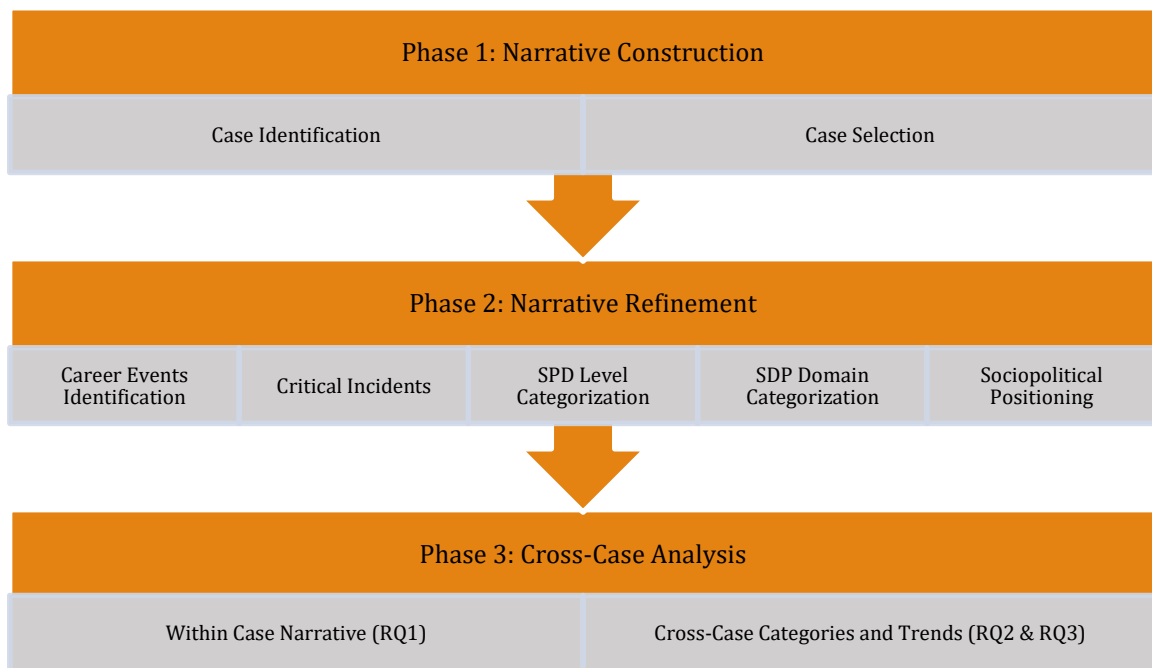 Phase 1: Narrative Construction
Case Identification
Case Selection
Phase 2: Narrative Refinement
Career Events
Identification
Critical Incidents
SPD Level
Categorization
SDP Domain
Categorization
Sociopolitical
Positioning
Phase 3: Cross-Case Analysis
Within Case Narrative (RQ1)
Cross-Case Categories and Trends (RQ2 & RQ3)